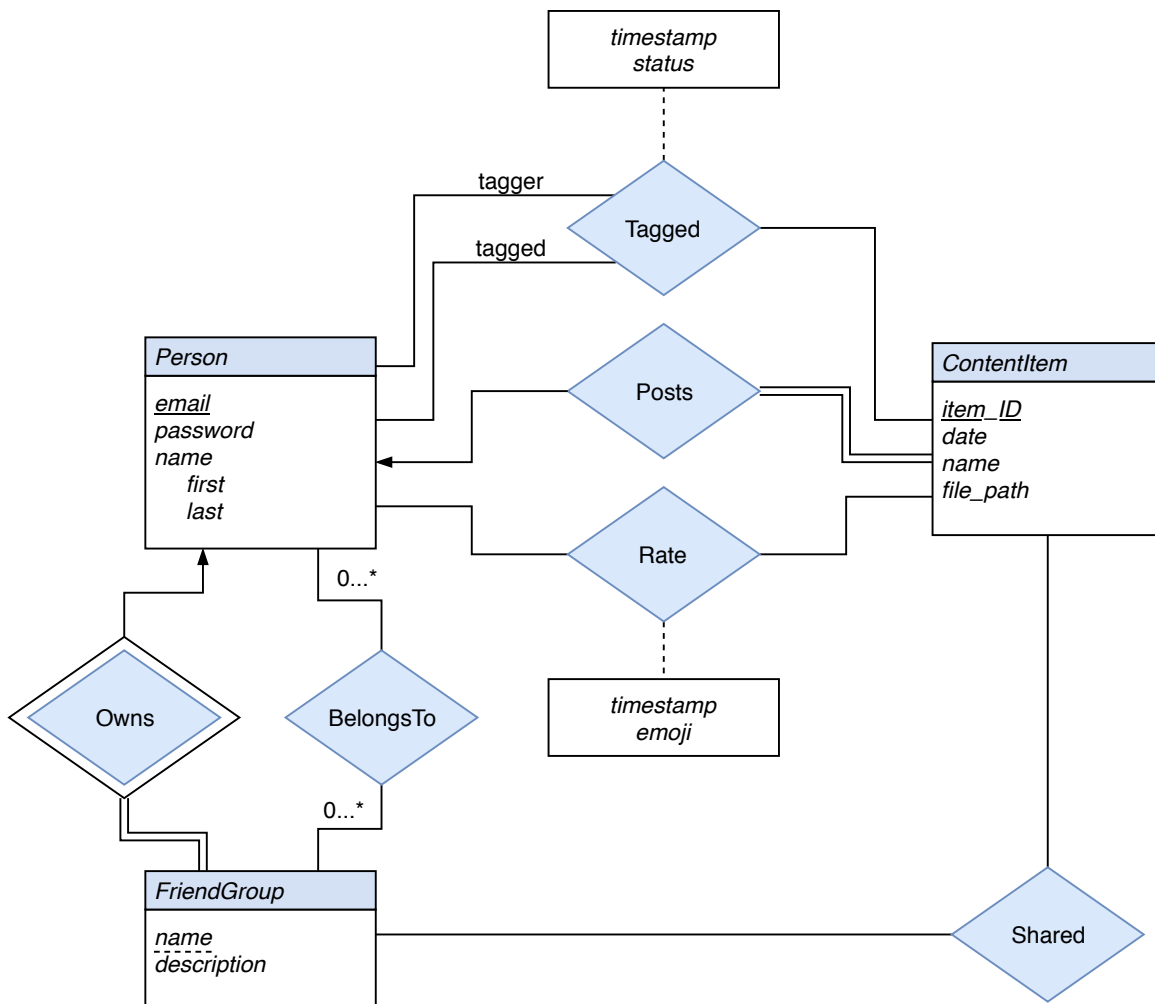 timestamp
status
tagger
Tagged
tagged
Person
email
password
name
first
last
Posts
ContentItem
item_ID
date
name
file_path
Rate
0...*
timestamp
emoji
Owns
BelongsTo
0...*
FriendGroup
name
description
Shared